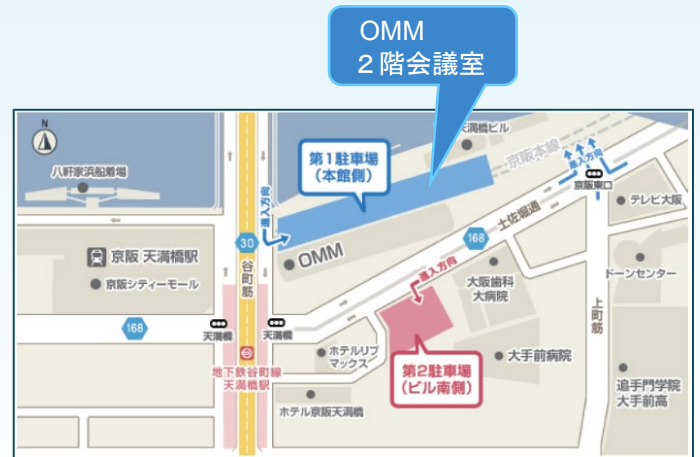 OMM
２階会議室
N
八軒家浜船着場
第1駐車場
（本館側）
天満橋ビル
京阪本線
進入方向
京阪東口
テレビ大阪
進入方向
30
OMM
土佐堀通
168
京阪 天満橋駅
京阪シティーモール
谷町筋
進入方向
大阪歯科
大病院
ドーンセンター
上町筋
168
天満橋
天満橋
ホテルリブ
マックス
第2駐車場
（ビル南側）
大手前病院
地下鉄谷町線
天満橋駅
ホテル京阪天満橋
追手門学院
大手前高